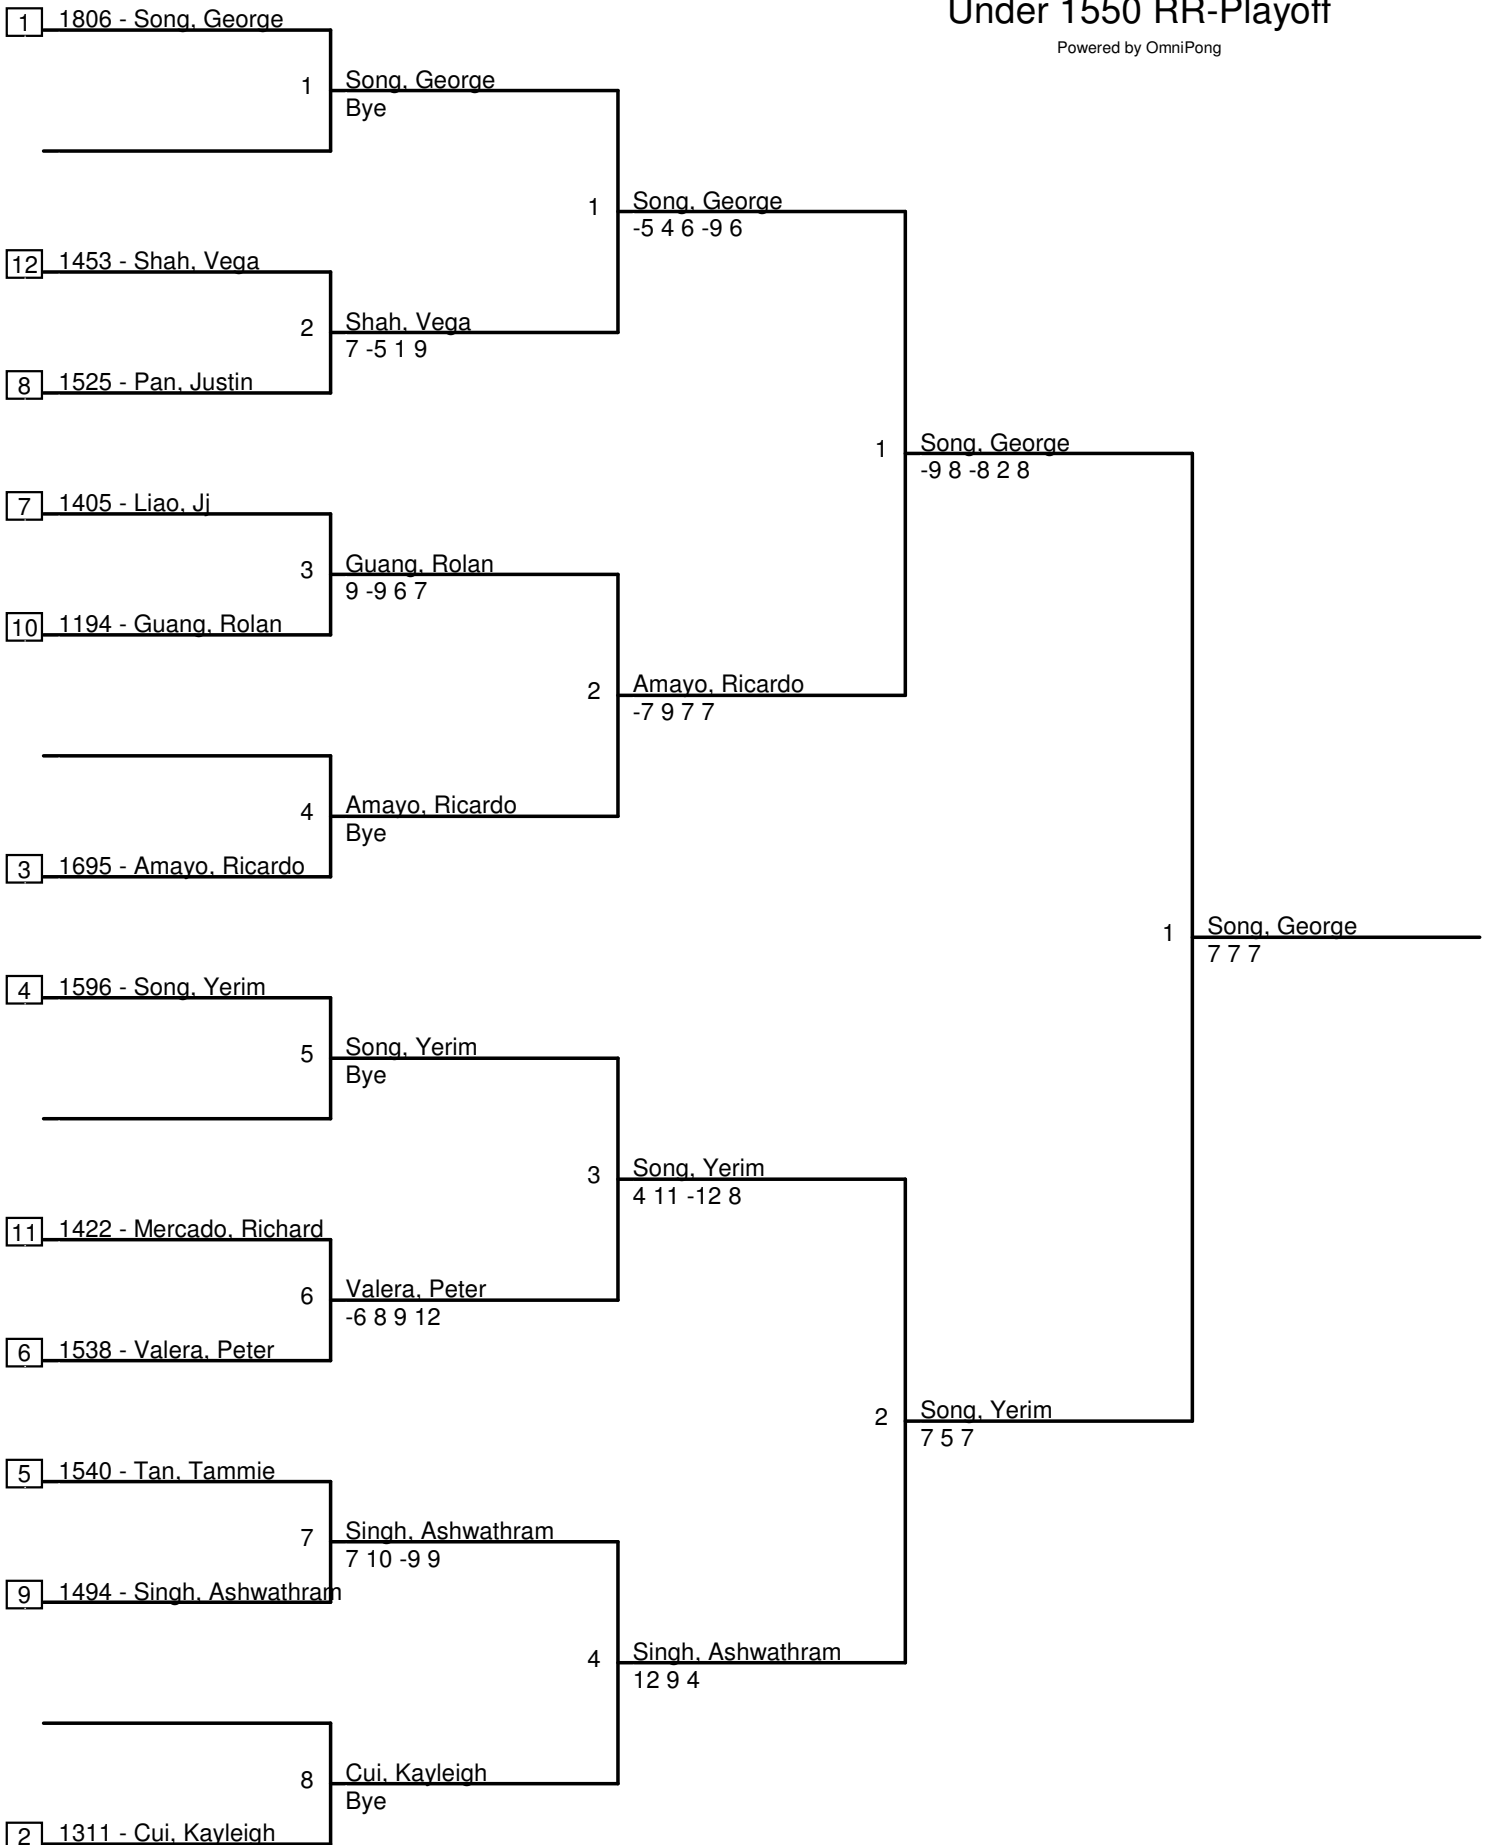 Under 1550 RR-Playoff
Powered by OmniPong
1 1806 - Song, George
1 Song, George
Bye
1 Song, George
-5 4 6 -9 6
12 1453 - Shah, Vega
2 Shah, Vega
7 -5 1 9
8 1525 - Pan, Justin
1 Song, George
-9 8 -8 2 8
7 1405 - Liao, Jj
3 Guang, Rolan
9 -9 6 7
10 1194 - Guang, Rolan
2 Amayo, Ricardo
-7 9 7 7
4 Amayo, Ricardo
Bye
3 1695 - Amayo, Ricardo
1 Song, George
7 7 7
4 1596 - Song, Yerim
5 Song, Yerim
Bye
3 Song, Yerim
4 11 -12 8
11 1422 - Mercado, Richard
6 Valera, Peter
-6 8 9 12
6 1538 - Valera, Peter
2 Song, Yerim
7 5 7
5 1540 - Tan, Tammie
7 Singh, Ashwathram
7 10 -9 9
9 1494 - Singh, Ashwathram
4 Singh, Ashwathram
12 9 4
8 Cui, Kayleigh
Bye
2 1311 - Cui, Kayleigh